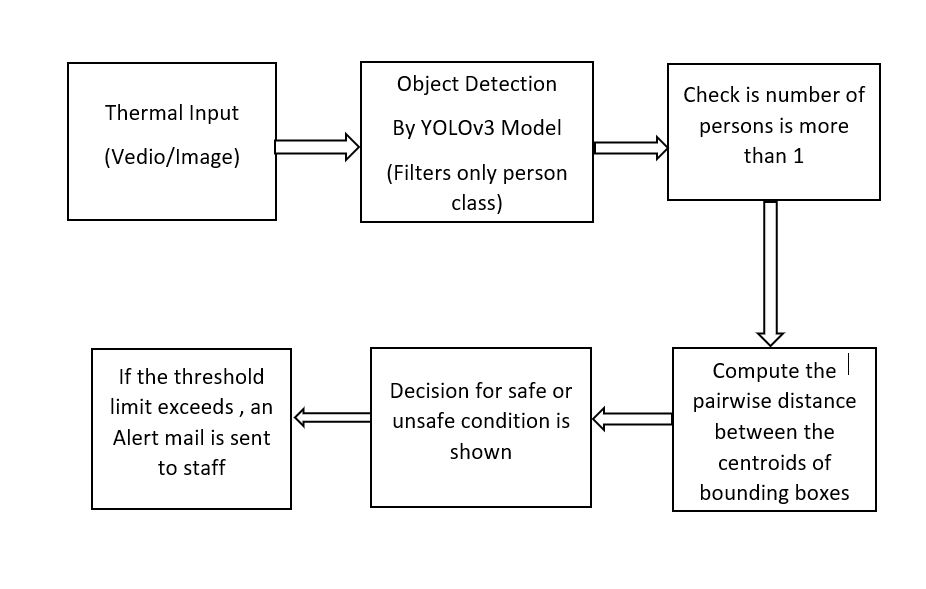 Thermal Input
(Vedio/Image)
Object Detection
By YOLOv3 Model
(Filters only person
class)
Check is number of
persons is more
than 1
Compute the
pairwise distance
between the
centroids of
bounding boxes
Decision for safe or
unsafe condition is
shown
If the threshold
limit exceeds , an
Alert mail is sent
to staff